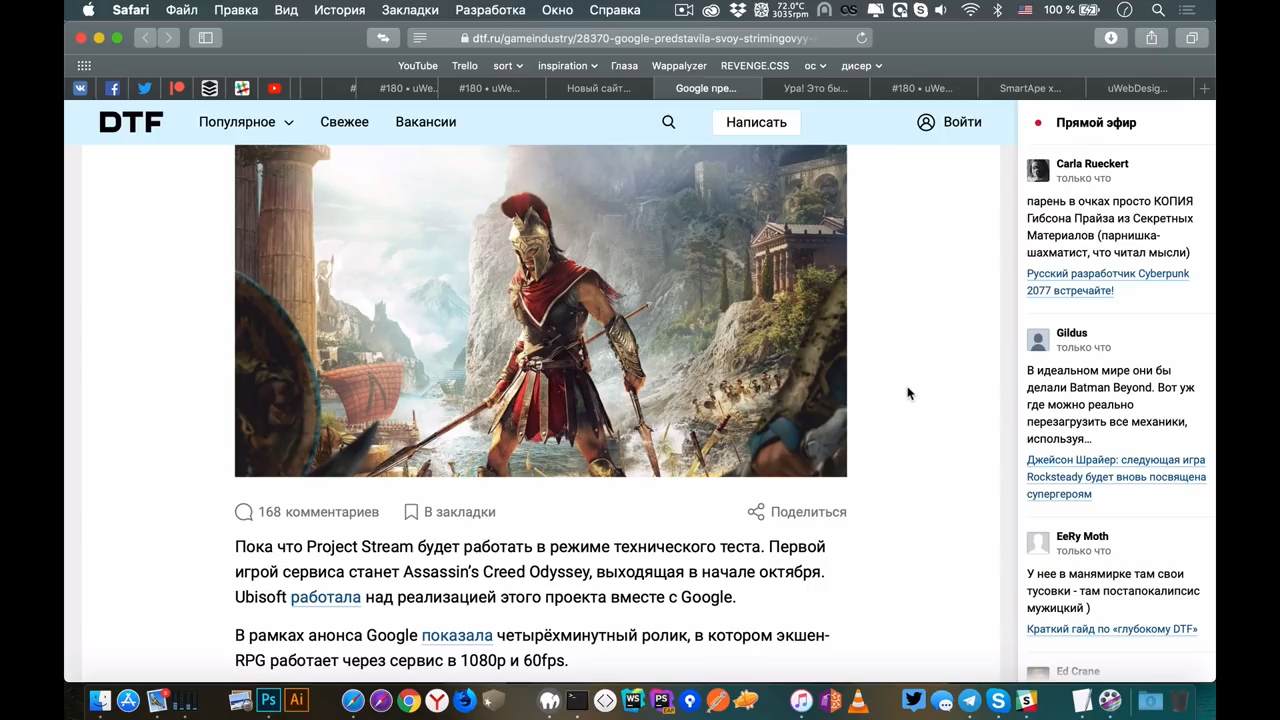 Safari Файл Правка Вид История Закладки Разработка Окно Справка 72.0°C 3035rpm OS 100 %
dtf.ru/gameindustry/28370-google-predstavila-svoy-strimingovyy-
YouTube Trello sort inspiration Глаза Wappalyzer REVENGE.CSS ос дисер
# #180 • uWe... #180 • uWe... Новый сайт... Google пре... Ура! Это бы... #180 • uWe... SmartApe x... uWebDesig...
DTF Популярное Свежее Вакансии Написать Войти
Прямой эфир
168 комментариев В закладки Поделиться
Пока что Project Stream будет работать в режиме технического теста. Первой
игрой сервиса станет Assassin's Creed Odyssey, выходящая в начале октября.
Ubisoft работала над реализацией этого проекта вместе с Google.
В рамках анонса Google показала четырёхминутный ролик, в котором экшен-
RPG работает через сервис в 1080p и 60fps.
Carla Rueckert
только что
парень в очках просто КОПИЯ
Гибсона Прайза из Секретных
Материалов (парнишка-
шахматист, что читал мысли)
Русский разработчик Cyberpunk
2077 встречайте!
Gildus
только что
В идеальном мире они бы
делали Batman Beyond. Вот уж
где можно реально
перезагрузить все механики,
используя...
Джейсон Шрайер: следующая игра
Rocksteady будет вновь посвящена
супергероям
EeRy Moth
только что
У нее в манямирке там свои
тусовки - там постапокалипсис
мужицкий )
Краткий гайд по «глубокому DTF»
Ed Crane
Ps Ai WS PS